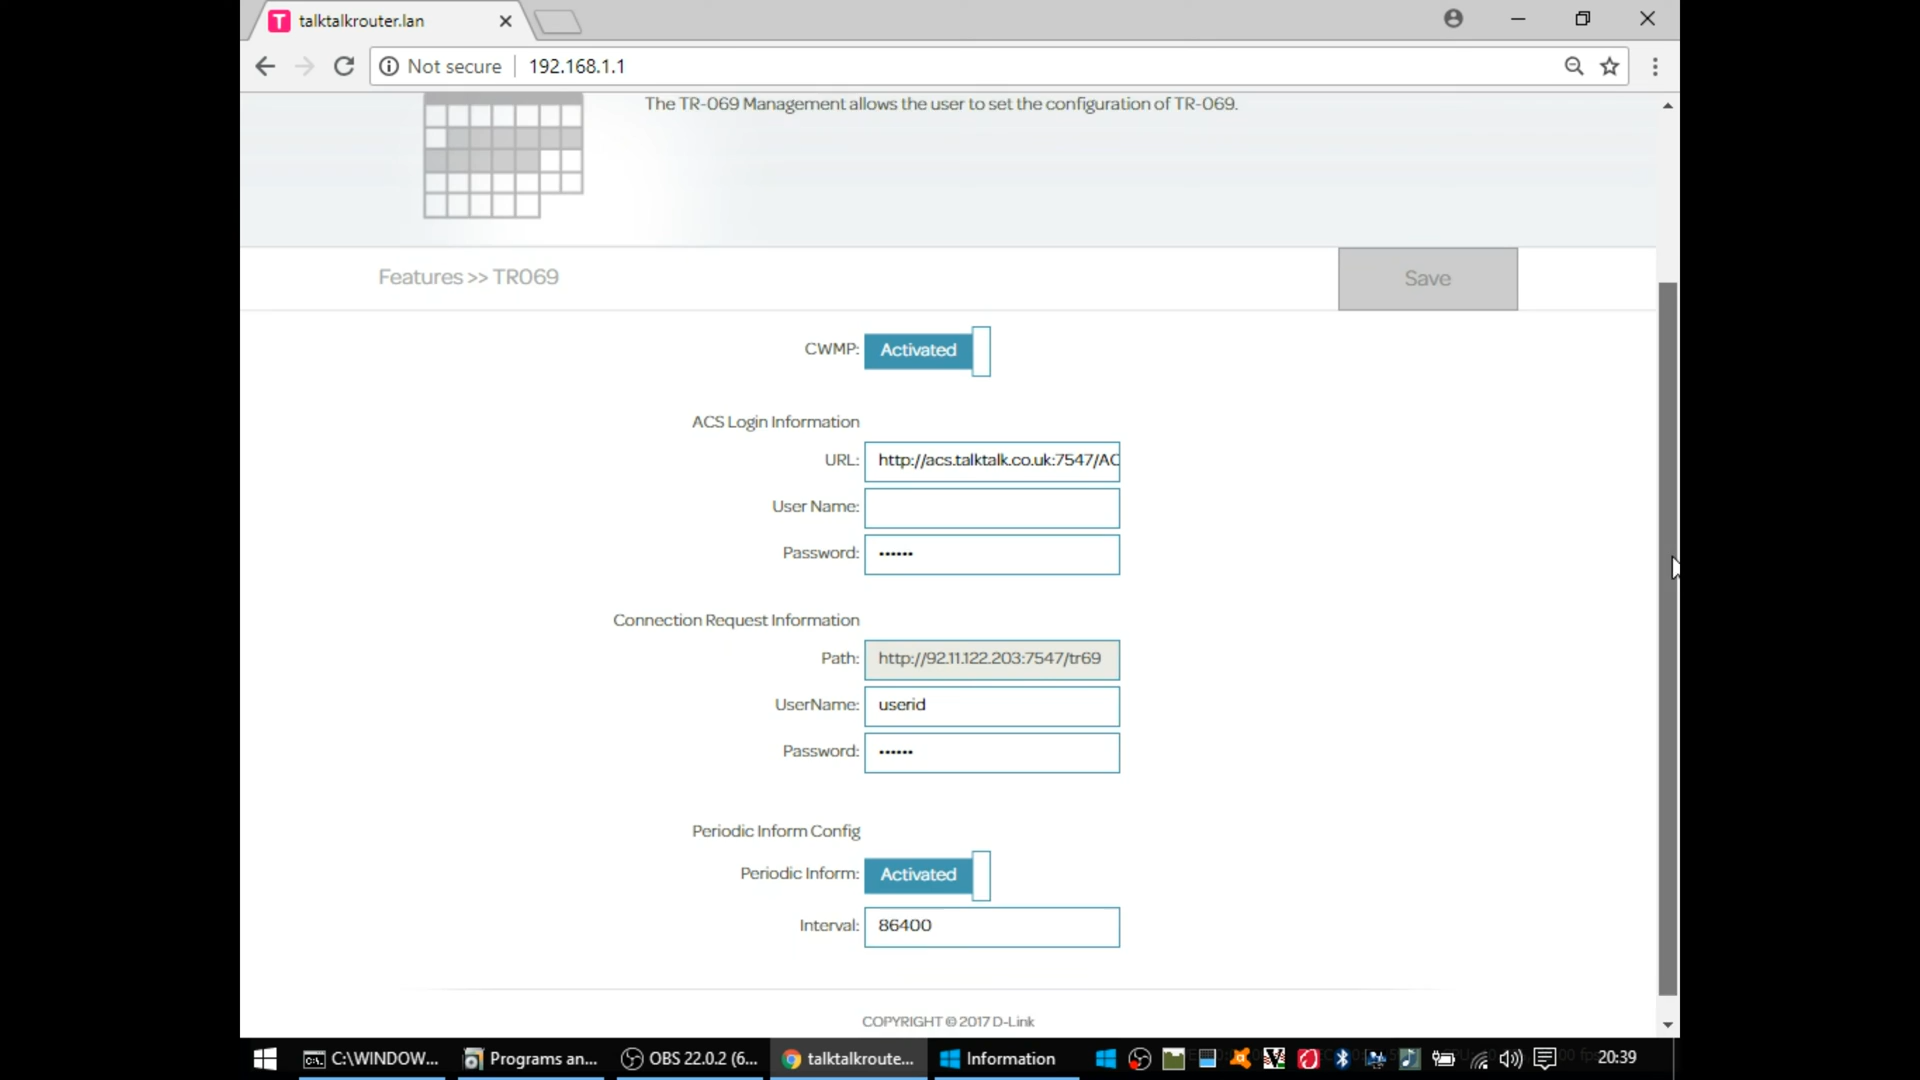 T talktalkrouter.lan
Not secure 192.168.1.1
The TR-069 Management allows the user to set the configuration of TR-069.
Features >> TR069
Save
CWMP: Activated
ACS Login Information
URL: http://acs.talktalk.co.uk:7547/AC
User Name:
Password: ••••••
Connection Request Information
Path: http://92.11.122.203:7547/tr69
UserName: userid
Password: ••••••
Periodic Inform Config
Periodic Inform: Activated
Interval: 86400
COPYRIGHT © 2017 D-Link
C:\WINDOW... Programs an... OBS 22.0.2 (6... talktalkroute... Information 20:39